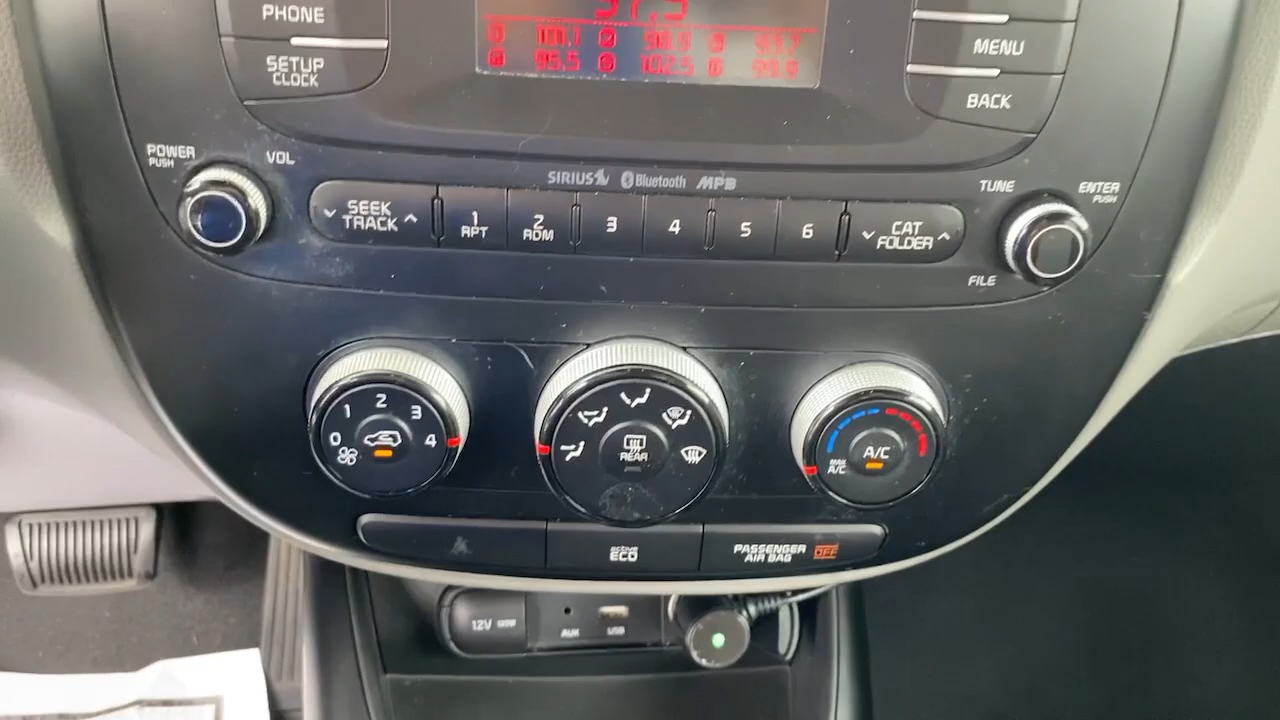 PHONE
SETUP
CLOCK
MENU
BACK
101.1 2 98.9 93.7
95.5 102.5 99.9
POWER
PUSH
VOL
SIRIUS Bluetooth MP3
TUNE
ENTER
PUSH
SEEK
TRACK
1
RPT
2
RDM
3
4
5
6
CAT
FOLDER
FILE
0 1 2 3 4
REAR
MAX
A/C
A/C
active
ECO
PASSENGER
AIR BAG
OFF
12V
AUX
USB